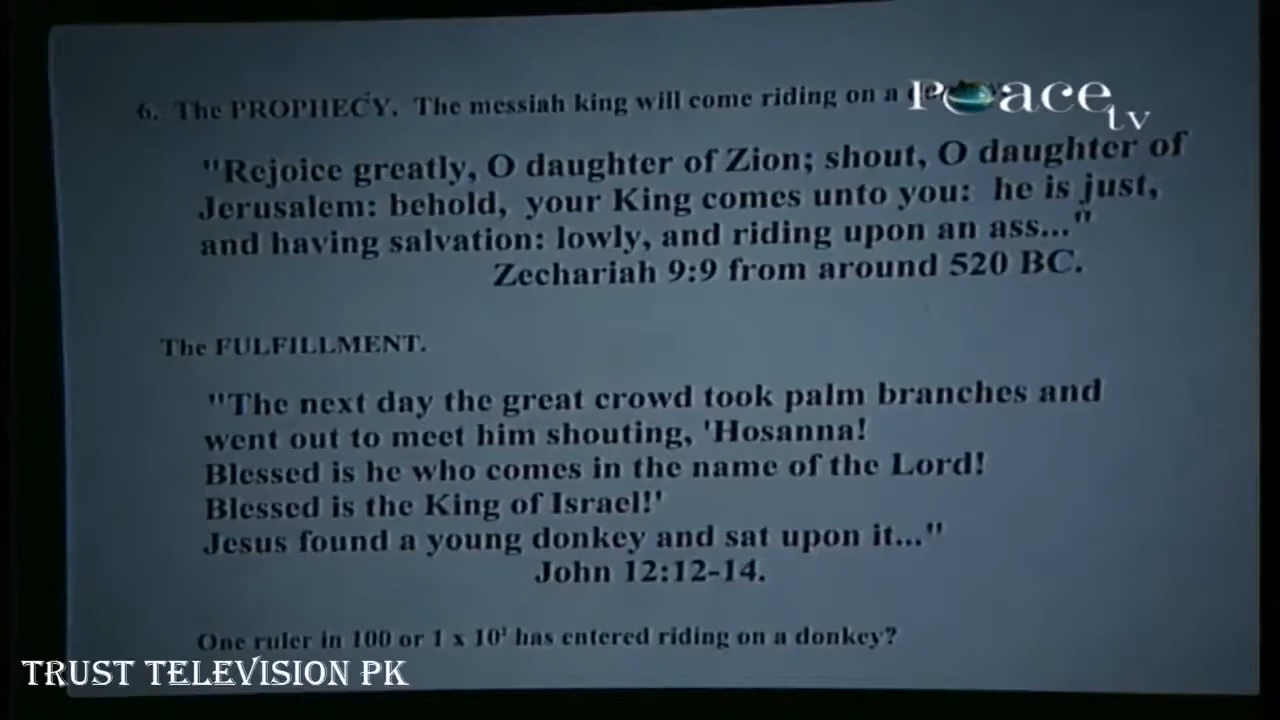 6. The PROPHECY. The messiah king will come riding on a
Peace
tv
"Rejoice greatly, O daughter of Zion; shout, O daughter of
Jerusalem: behold, your King comes unto you: he is just,
and having salvation: lowly, and riding upon an ass..."
Zechariah 9:9 from around 520 BC.
The FULFILLMENT.
"The next day the great crowd took palm branches and
went out to meet him shouting, 'Hosanna!
Blessed is he who comes in the name of the Lord!
Blessed is the King of Israel!'
Jesus found a young donkey and sat upon it..."
John 12:12-14.
One ruler in 100 or 1 x 10² has entered riding on a donkey?
TRUST TELEVISION PK